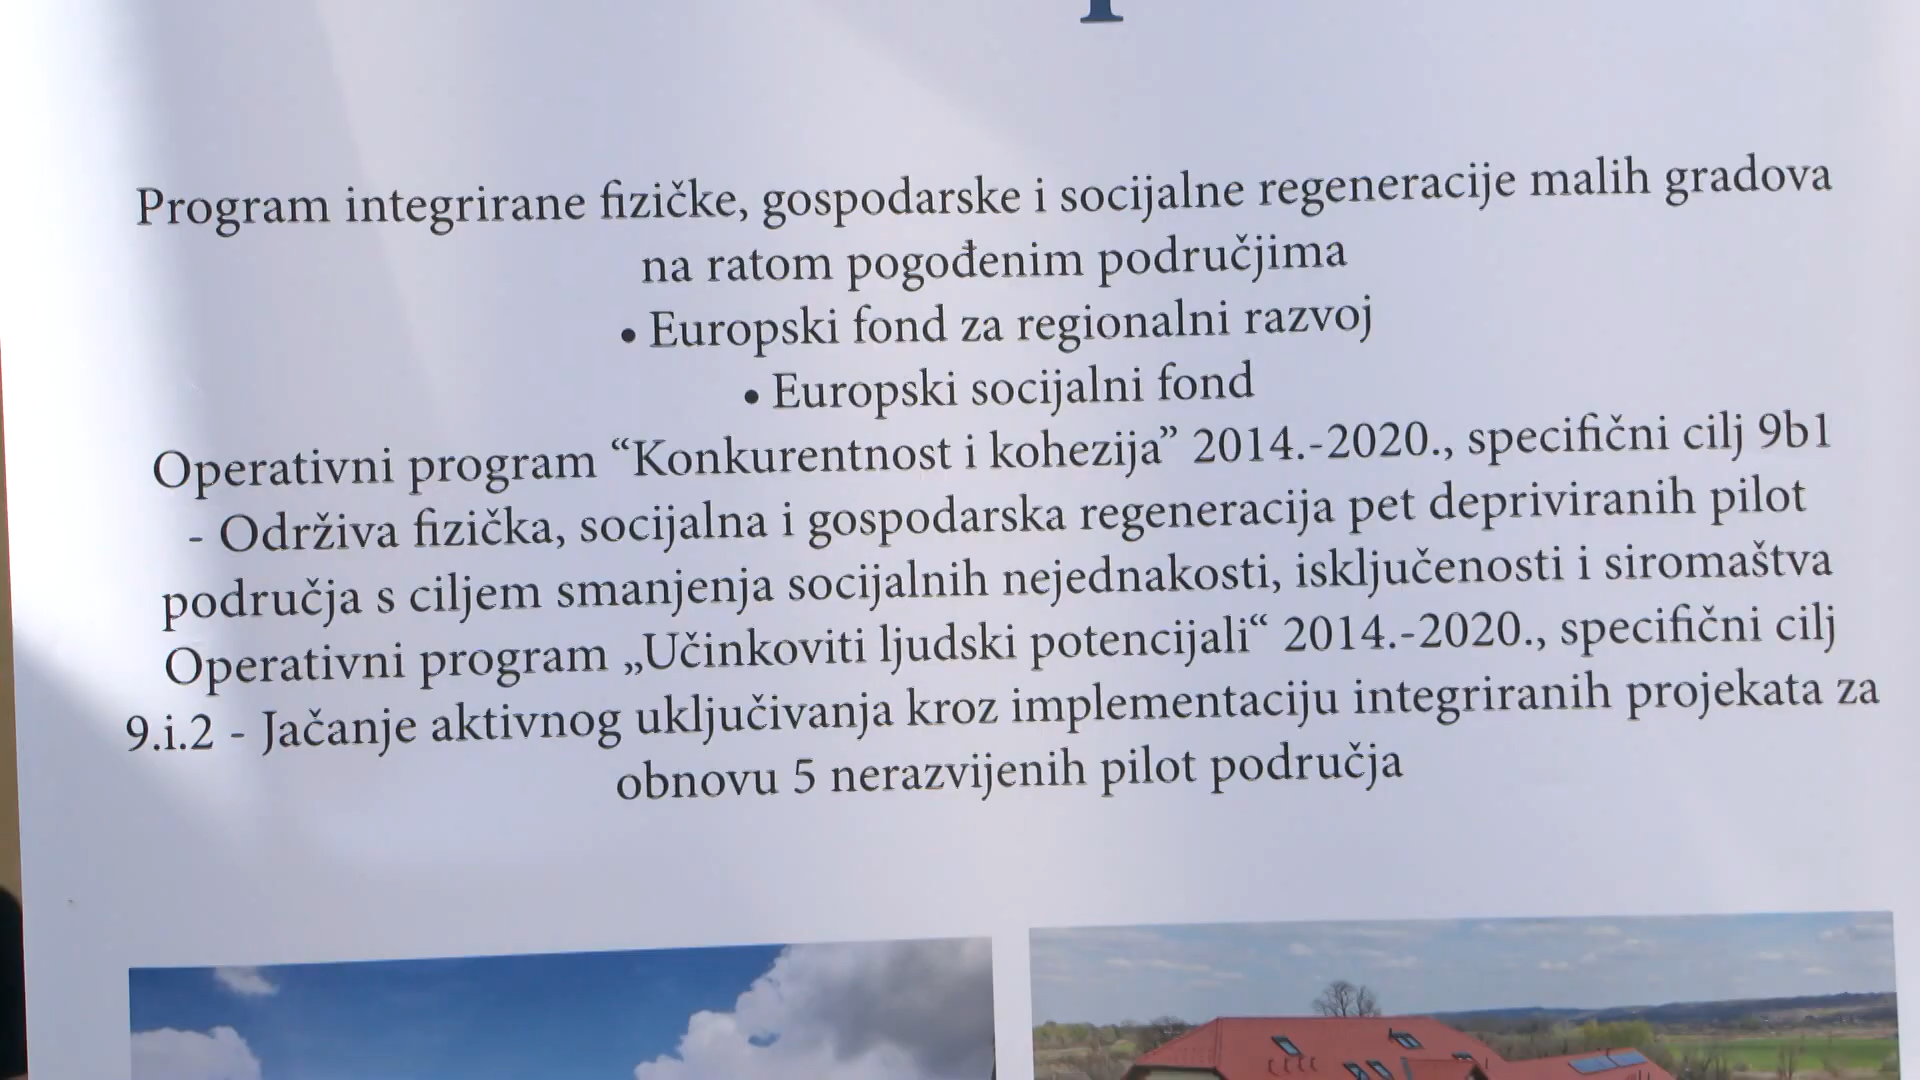 Program integrirane fizičke, gospodarske i socijalne regeneracije malih gradova
na ratom pogođenim područjima
• Europski fond za regionalni razvoj
• Europski socijalni fond
Operativni program “Konkurentnost i kohezija” 2014.-2020., specifični cilj 9b1
- Održiva fizička, socijalna i gospodarska regeneracija pet depriviranih pilot
područja s ciljem smanjenja socijalnih nejednakosti, isključenosti i siromaštva
Operativni program „Učinkoviti ljudski potencijali“ 2014.-2020., specifični cilj
9.i.2 - Jačanje aktivnog uključivanja kroz implementaciju integriranih projekata za
obnovu 5 nerazvijenih pilot područja